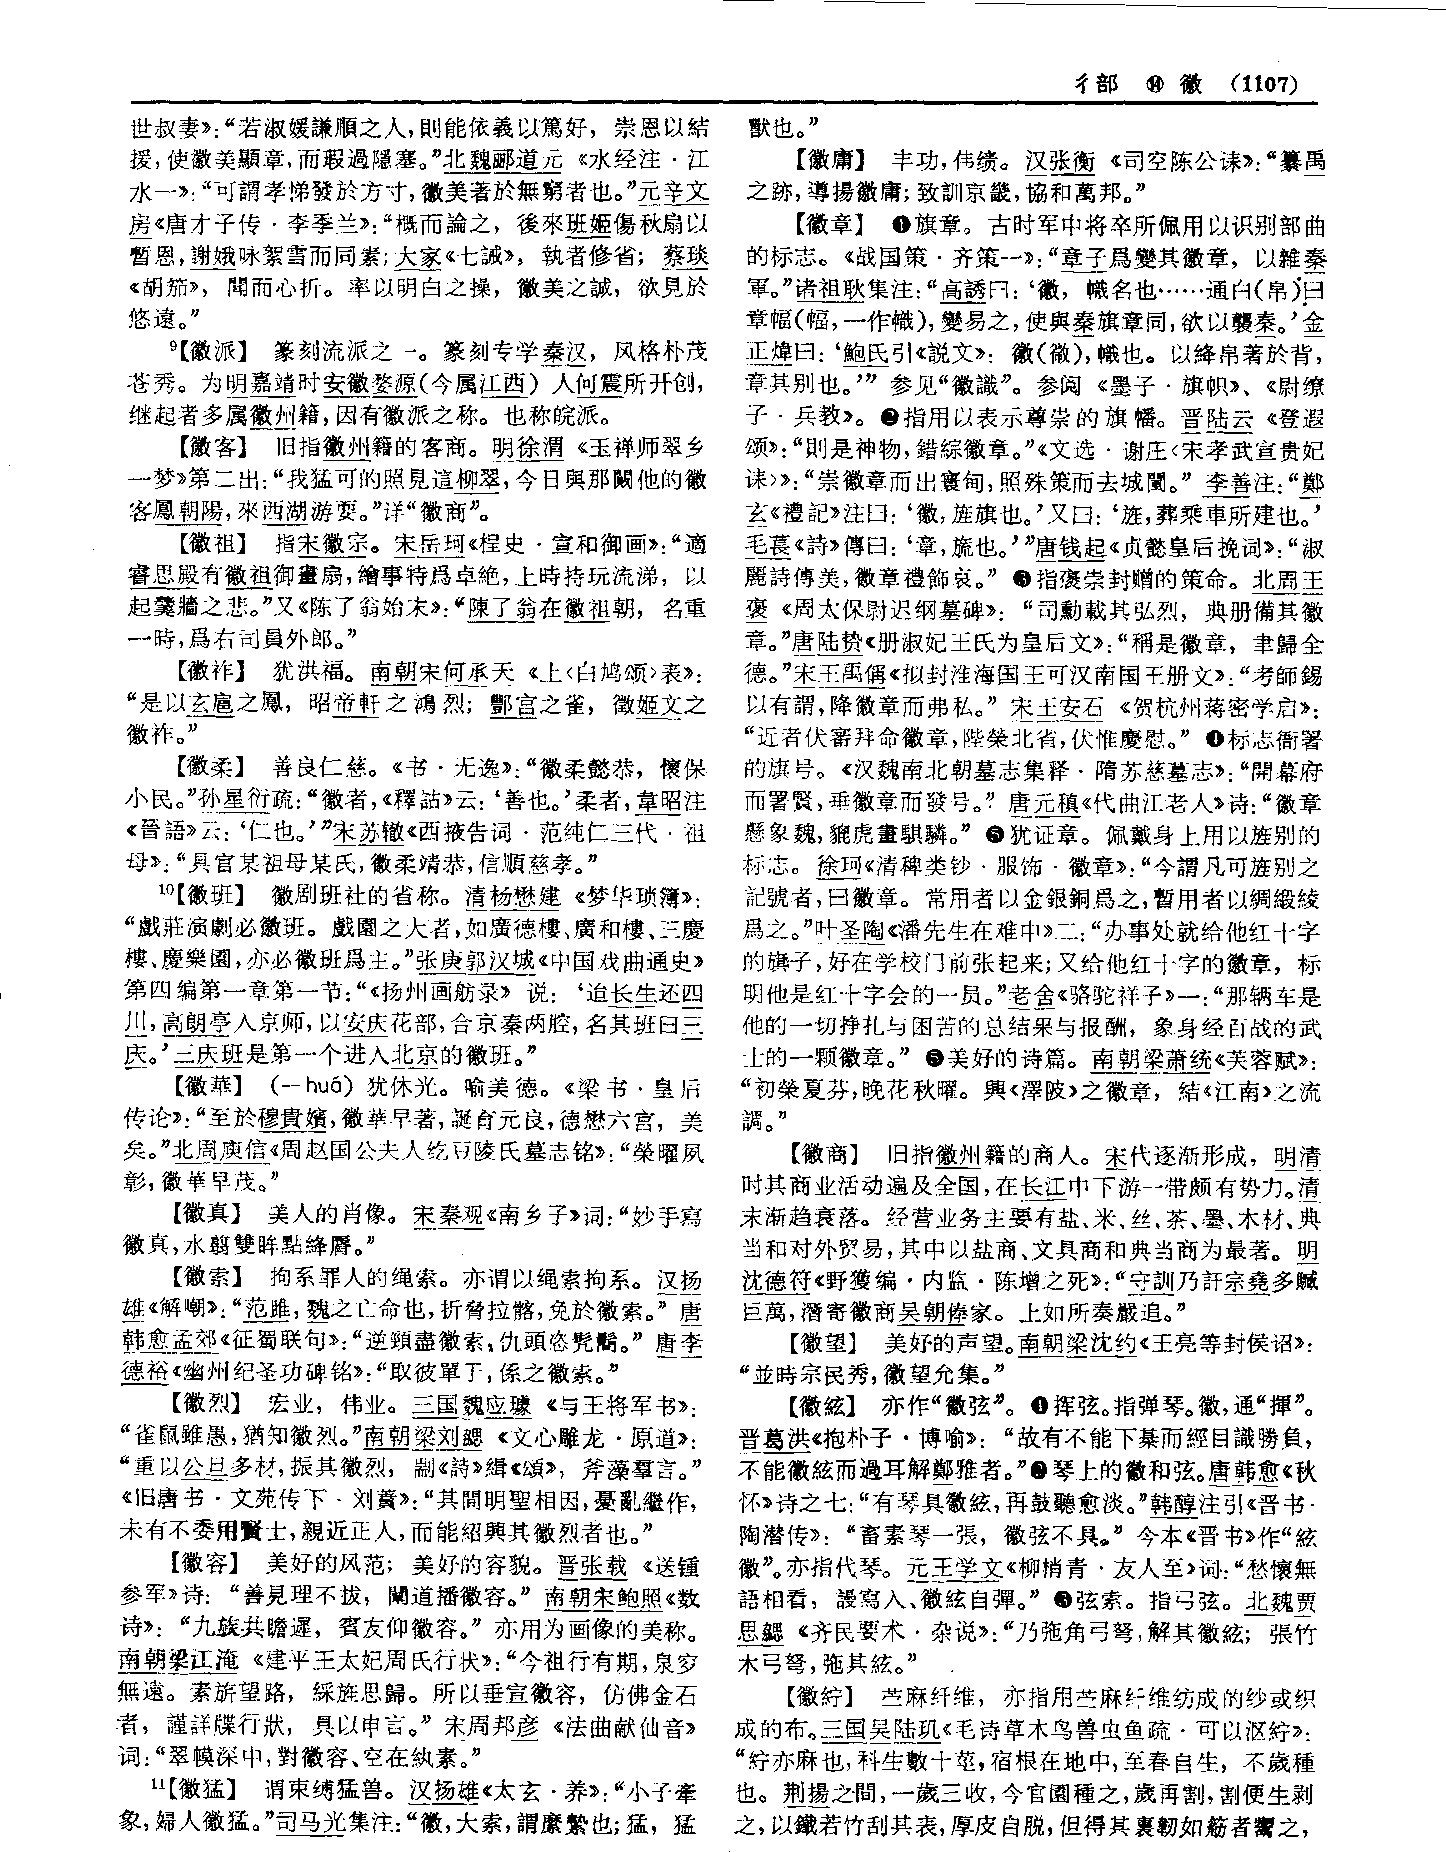 彳部 ⑭ 徽 (1107)
世叔妻》：“若淑媛謙順之人，則能依義以篤好，崇恩以結
援，使徽美顯章，而瑕過隱塞。”北魏郦道元《水经注·江
水一》：“可謂孝悌發於方寸，徽美著於無窮者也。”元辛文
房《唐才子传·李季兰》：“概而論之，後來班姬傷秋扇以
暫恩，謝娥咏絮雪而同素；大家《七誡》，執者修省；蔡琰
《胡笳》，聞而心折。率以明白之操，徽美之誠，欲見於
悠遠。”
9【徽派】 篆刻流派之一。篆刻专学秦汉，风格朴茂
苍秀。为明嘉靖时安徽婺源(今属江西)人何震所开创，
继起者多属徽州籍，因有徽派之称。也称皖派。
【徽客】 旧指徽州籍的客商。明徐渭《玉禅师翠乡
一梦》第二出：“我猛可的照見這柳翠，今日與那闞他的徽
客鳳朝陽，來西湖游耍。”详“徽商”。
【徽祖】 指宋徽宗。宋岳珂《桯史·宣和御画》：“適
睿思殿有徽祖御畫扇，繪事特爲卓絶，上時持玩流涕，以
起羹牆之悲。”又《陈了翁始末》：“陳了翁在徽祖朝，名重
一時，爲右司員外郎。”
【徽祚】 犹洪福。南朝宋何承天《上〈白鸠颂〉表》：
“是以玄扈之鳳，昭帝軒之鴻烈；酆宫之雀，徵姬文之
徽祚。”
【徽柔】 善良仁慈。《书·无逸》：“徽柔懿恭，懷保
小民。”孙星衍疏：“徽者，《釋詁》云：‘善也。’柔者，韋昭注
《晉語》云：‘仁也。’”宋苏辙《西掖告词·范纯仁三代·祖
母》：“具官某祖母某氏，徽柔靖恭，信順慈孝。”
10【徽班】 徽剧班社的省称。清杨懋建《梦华琐簿》：
“戲莊演劇必徽班。戲園之大者，如廣德樓、廣和樓、三慶
樓、慶樂園，亦必徽班爲主。”张庚郭汉城《中国戏曲通史》
第四编第一章第一节：“《扬州画舫录》说：‘迨长生还四
川，高朗亭入京师，以安庆花部，合京秦两腔，名其班曰三
庆。’三庆班是第一个进入北京的徽班。”
【徽華】 (—huá)犹休光。喻美德。《梁书·皇后
传论》：“至於穆貴嬪，徽華早著，誕育元良，德懋六宫，美
矣。”北周庾信《周赵国公夫人纥豆陵氏墓志铭》：“榮曜夙
彰，徽華早茂。”
【徽真】 美人的肖像。宋秦观《南乡子》词：“妙手寫
徽真，水翦雙眸點絳脣。”
【徽索】 拘系罪人的绳索。亦谓以绳索拘系。汉扬
雄《解嘲》：“范雎，魏之亡命也，折脅拉髂，免於徽索。”唐
韩愈孟郊《征蜀联句》：“逆頸盡徽索，仇頭恣髡鬜。”唐李
德裕《幽州纪圣功碑铭》：“取彼單于，係之徽索。”
【徽烈】 宏业，伟业。三国魏应璩《与王将军书》：
“雀鼠雖愚，猶知徽烈。”南朝梁刘勰《文心雕龙·原道》：
“重以公旦多材，振其徽烈，剬《詩》緝《頌》，斧藻羣言。”
《旧唐书·文苑传下·刘蕡》：“其間明聖相因，憂亂繼作，
未有不委用賢士，親近正人，而能紹興其徽烈者也。”
【徽容】 美好的风范；美好的容貌。晋张载《送锺
参军》诗：“善見理不拔，闡道播徽容。”南朝宋鲍照《数
诗》：“九族共瞻遲，賓友仰徽容。”亦用为画像的美称。
南朝梁江淹《建平王太妃周氏行状》：“今祖行有期，泉穸
無遠。素旂望路，綵旌思歸。所以垂宣徽容，仿佛金石
者，謹詳牒行狀，具以申言。”宋周邦彦《法曲献仙音》
词：“翠幙深中，對徽容、空在紈素。”
11【徽猛】 谓束缚猛兽。汉扬雄《太玄·养》：“小子牽
象，婦人徽猛。”司马光集注：“徽，大索，謂縻縶也；猛，猛
獸也。”
【徽庸】 丰功，伟绩。汉张衡《司空陈公诔》：“纂禹
之跡，導揚徽庸；致訓京畿，協和萬邦。”
【徽章】 ❶旗章。古时军中将卒所佩用以识别部曲
的标志。《战国策·齐策一》：“章子爲變其徽章，以雜秦
軍。”诸祖耿集注：“高誘曰：‘徽，幟名也……通白(帛)曰
章幅(幅，一作幟)，變易之，使與秦旗章同，欲以襲秦。’金
正煒曰：‘鮑氏引《説文》：徽(徽)，幟也。以絳帛著於背，
章其别也。’”参见“徽識”。参阅《墨子·旗帜》、《尉缭
子·兵教》。❷指用以表示尊崇的旗幡。晋陆云《登遐
颂》：“則是神物，錯綜徽章。”《文选·谢庄〈宋孝武宣贵妃
诔〉》：“崇徽章而出寰甸，照殊策而去城闉。”李善注：“鄭
玄《禮記》注曰：‘徽，旌旗也。’又曰：‘旌，葬乘車所建也。’
毛萇《詩》傳曰：‘章，旒也。’”唐钱起《贞懿皇后挽词》：“淑
麗詩傳美，徽章禮飾哀。”❸指褒崇封赠的策命。北周王
褒《周太保尉迟纲墓碑》：“司勳載其弘烈，典册備其徽
章。”唐陆贽《册淑妃王氏为皇后文》：“稱是徽章，聿歸全
德。”宋王禹偁《拟封淮海国王可汉南国王册文》：“考師錫
以有謂，降徽章而弗私。”宋王安石《贺杭州蒋密学启》：
“近者伏審拜命徽章，陞榮北省，伏惟慶慰。”❹标志衙署
的旗号。《汉魏南北朝墓志集释·隋苏慈墓志》：“開幕府
而署賢，垂徽章而發号。”唐元稹《代曲江老人》诗：“徽章
懸象魏，貔虎畫騏驎。”❺犹证章。佩戴身上用以旌别的
标志。徐珂《清稗类钞·服饰·徽章》：“今謂凡可旌别之
記號者，曰徽章。常用者以金銀銅爲之，暫用者以綢緞綾
爲之。”叶圣陶《潘先生在难中》二：“办事处就给他红十字
的旗子，好在学校门前张起来；又给他红十字的徽章，标
明他是红十字会的一员。”老舍《骆驼祥子》一：“那辆车是
他的一切挣扎与困苦的总结果与报酬，象身经百战的武
士的一颗徽章。”❺美好的诗篇。南朝梁萧统《芙蓉赋》：
“初榮夏芬，晚花秋曜。興《澤陂》之徽章，結《江南》之流
調。”
【徽商】 旧指徽州籍的商人。宋代逐渐形成，明清
时其商业活动遍及全国，在长江中下游一带颇有势力。清
末渐趋衰落。经营业务主要有盐、米、丝、茶、墨、木材、典
当和对外贸易，其中以盐商、文具商和典当商为最著。明
沈德符《野獲编·内监·陈增之死》：“守訓乃訐宗堯多贓
巨萬，潛寄徽商吴朝俸家。上如所奏嚴追。”
【徽望】 美好的声望。南朝梁沈约《王亮等封侯诏》：
“並時宗民秀，徽望允集。”
【徽絃】 亦作“徽弦”。❶挥弦。指弹琴。徽，通“揮”。
晋葛洪《抱朴子·博喻》：“故有不能下棊而經目識勝負，
不能徽絃而過耳解鄭雅者。”❷琴上的徽和弦。唐韩愈《秋
怀》诗之七：“有琴具徽絃，再鼓聽愈淡。”韩醇注引《晋书·
陶潜传》：“畜素琴一張，徽弦不具。”今本《晋书》作“絃
徽”。亦指代琴。元王学文《柳梢青·友人至》词：“愁懷無
語相看，謾寫入、徽絃自彈。”❸弦索。指弓弦。北魏贾
思勰《齐民要术·杂说》：“乃弛角弓弩，解其徽絃；張竹
木弓弩，弛其絃。”
【徽紵】 苎麻纤维，亦指用苎麻纤维纺成的纱或织
成的布。三国吴陆玑《毛诗草木鸟兽虫鱼疏·可以沤紵》：
“紵亦麻也，科生數十莖，宿根在地中，至春自生，不歲種
也。荆揚之間，一歲三收，今官園種之，歲再割，割便生剥
之，以鐵若竹刮其表，厚皮自脱，但得其裏韌如筋者煑之，